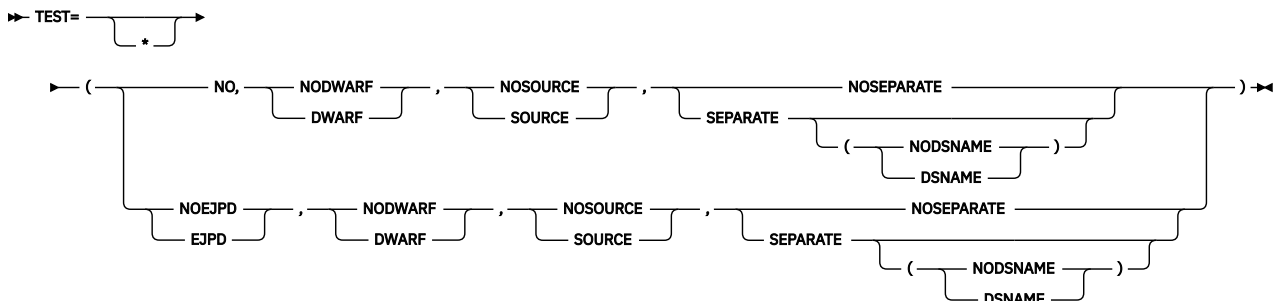 TEST=
*
( NO, NODWARF , NOSOURCE , NOSEPARATE )
DWARF SOURCE SEPARATE
( NODSNAME )
DSNAME
NOEJPD , NODWARF , NOSOURCE , NOSEPARATE
EJPD DWARF SOURCE SEPARATE
( NODSNAME )
DSNAME